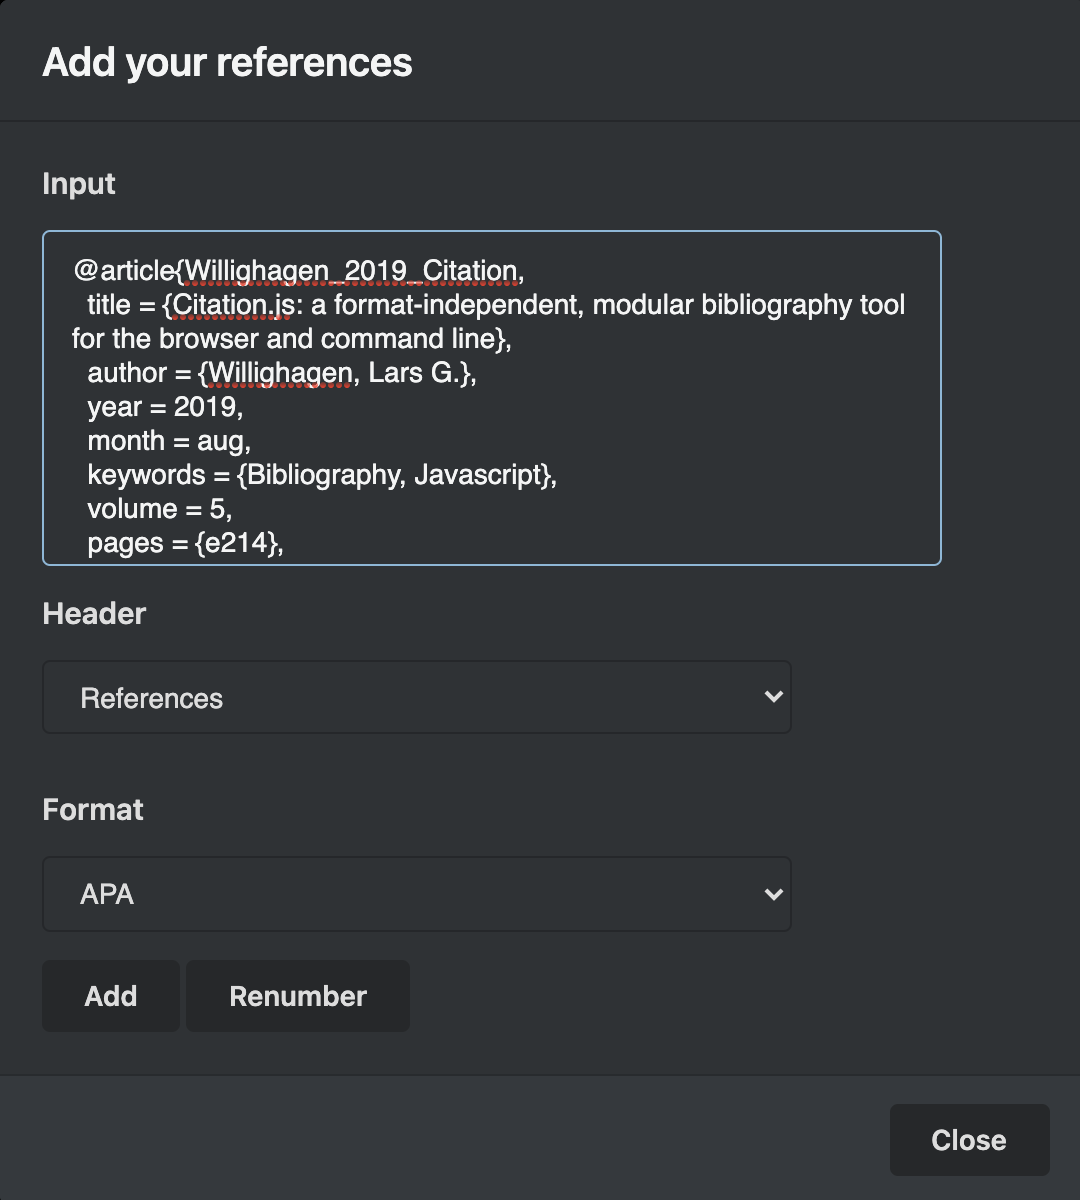 Add your references
Input
@article{Willighagen_2019_Citation,
title = {Citation.js: a format-independent, modular bibliography tool
for the browser and command line},
author = {Willighagen, Lars G.},
year = 2019,
month = aug,
keywords = {Bibliography, Javascript},
volume = 5,
pages = {e214},
Header
References
Format
APA
Add Renumber
Close